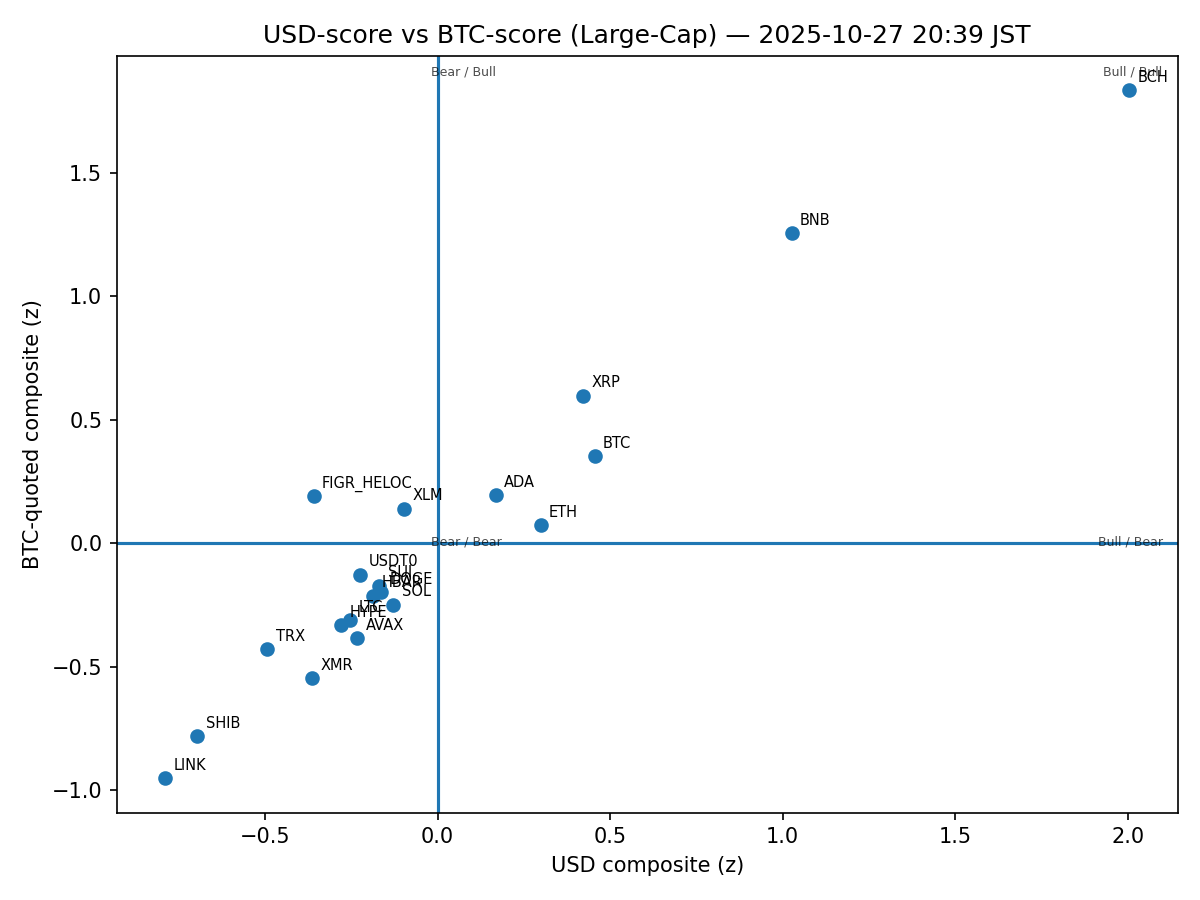 USD-score vs BTC-score (Large-Cap) — 2025-10-27 20:39 JST
Bear / Bull
Bull / Bull
BCH
1.5
BNB
1.0
XRP
0.5
BTC
FIGR_HELOC
ADA
XLM
ETH
0.0
Bear / Bear
Bull / Bear
USDT0
SUI
DOGE
HBAR
SOL
LTC
HYPE
AVAX
TRX
−0.5
XMR
SHIB
LINK
−1.0
−0.5
0.0
0.5
1.0
1.5
2.0
USD composite (z)
BTC-quoted composite (z)